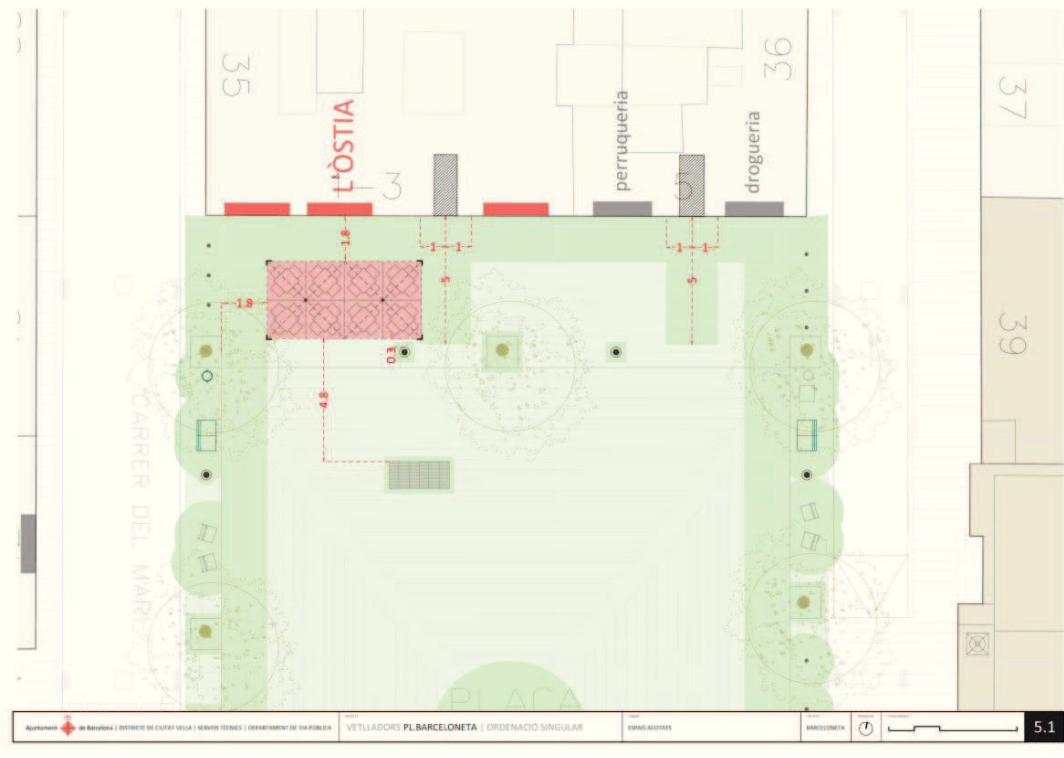 35
L'ÒSTIA
3
perruqueria
5
drogueria
36
37
39
1.8
1
1
5
1
1
5
1.8
0.3
4.8
CARRER DEL MAR
PLAÇA
Ajuntament de Barcelona | DISTRICTE DE CIUTAT VELLA | SERVEIS TÈCNICS | DEPARTAMENT DE VIA PÚBLICA
VETLLADORS PL.BARCELONETA | ORDENACIÓ SINGULAR
ESPAIS ACOTATS
BARCELONETA
5.1